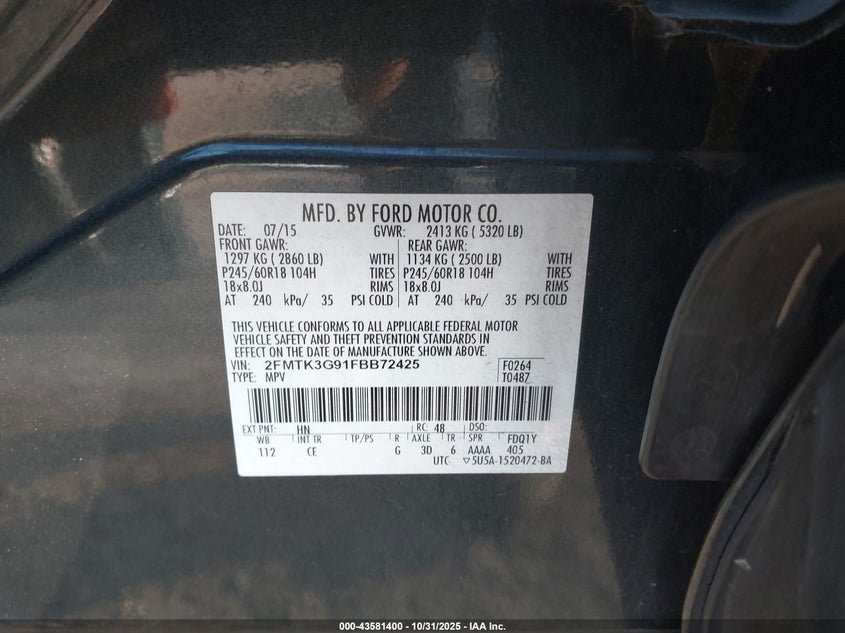 MFD. BY FORD MOTOR CO.
DATE: 07/15 GVWR: 2413 KG ( 5320 LB)
FRONT GAWR: REAR GAWR:
1297 KG ( 2860 LB) WITH 1134 KG ( 2500 LB) WITH
P245/60R18 104H TIRES P245/60R18 104H TIRES
18x8.0J RIMS 18x8.0J RIMS
AT 240 kPa/ 35 PSI COLD AT 240 kPa/ 35 PSI COLD
THIS VEHICLE CONFORMS TO ALL APPLICABLE FEDERAL MOTOR
VEHICLE SAFETY AND THEFT PREVENTION STANDARDS IN
EFFECT ON THE DATE OF MANUFACTURE SHOWN ABOVE.
VIN: 2FMTK3G91FBB72425 F0264
TYPE: MPV T0487
EXT PNT: HN RC: 48 DSO:
WB INT TR TP/PS R AXLE TR SPR FDQ1Y
112 CE G 3D 6 AAAA 405
UTC ▽5U5A-1520472-BA
000-43581400 - 10/31/2025 - IAA Inc.